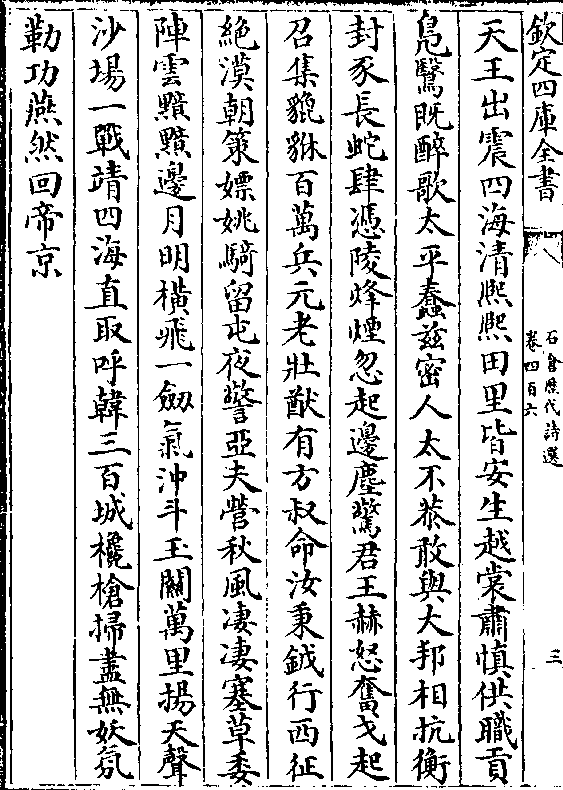 欽定四庫全書
石倉歷代詩選
卷四百六
三
天王出震四海清熙熙田里皆安生越裳肅慎供職貢
鳧鷖既醉歌太平蠢茲密人太不恭敢與大邦相抗衡
封豕長蛇肆憑陵烽煙忽起邊塵驚君王赫怒奮戈起
召集貔貅百萬兵元老壯猷有方叔命汝秉鉞行西征
絶漠朝策嫖姚騎留屯夜警亞夫營秋風凄凄塞草委
陣雲黯黯邊月明橫飛一劔氣沖斗玉關萬里揚天聲
沙場一戰靖四海直取呼韓三百城欃槍掃盡無妖氛
勒功燕然回帝京